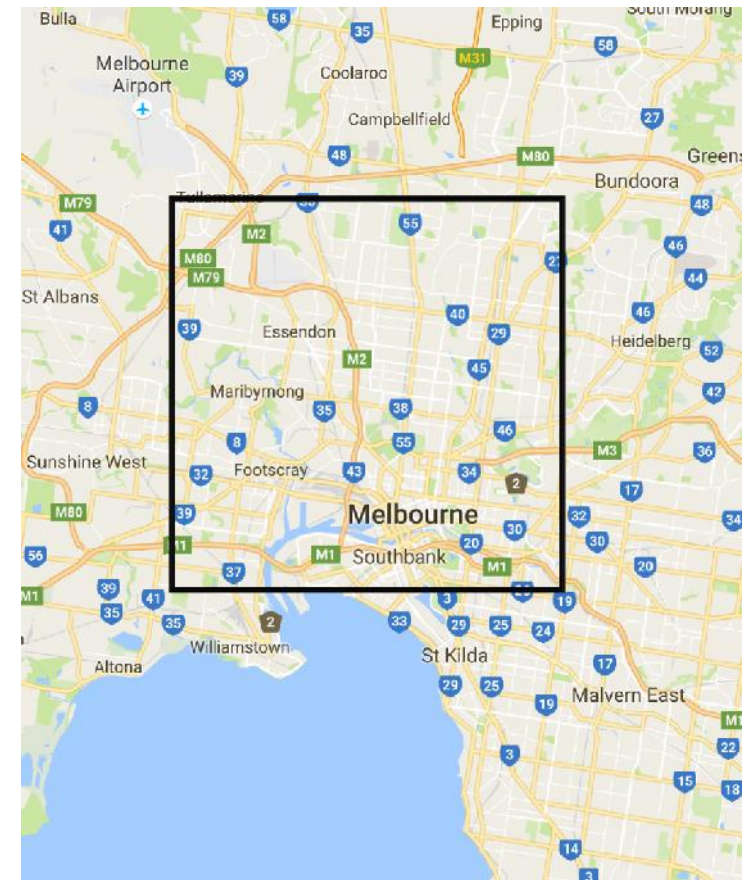 Bulla
58
35
Epping
South Morang
58
Melbourne
Airport
39
Coolaroo
M31
Campbellfield
27
48
M80
Greens
Bundoora
48
M79
Tullamarine
55
41
M2
46
M80
M79
27
44
St Albans
39
40
46
Essendon
29
Heidelberg
52
M2
45
42
Maribyrnong
8
35
38
8
55
46
M3
36
Sunshine West
32
Footscray
43
34
2
17
M80
39
Melbourne
32
34
30
30
56
M1
M1
Southbank
20
M1
20
37
M1
39
41
3
19
35
35
2
33
29
25
24
Williamstown
St Kilda
17
Altona
29
25
Malvern East
19
M1
3
22
15
18
14
3